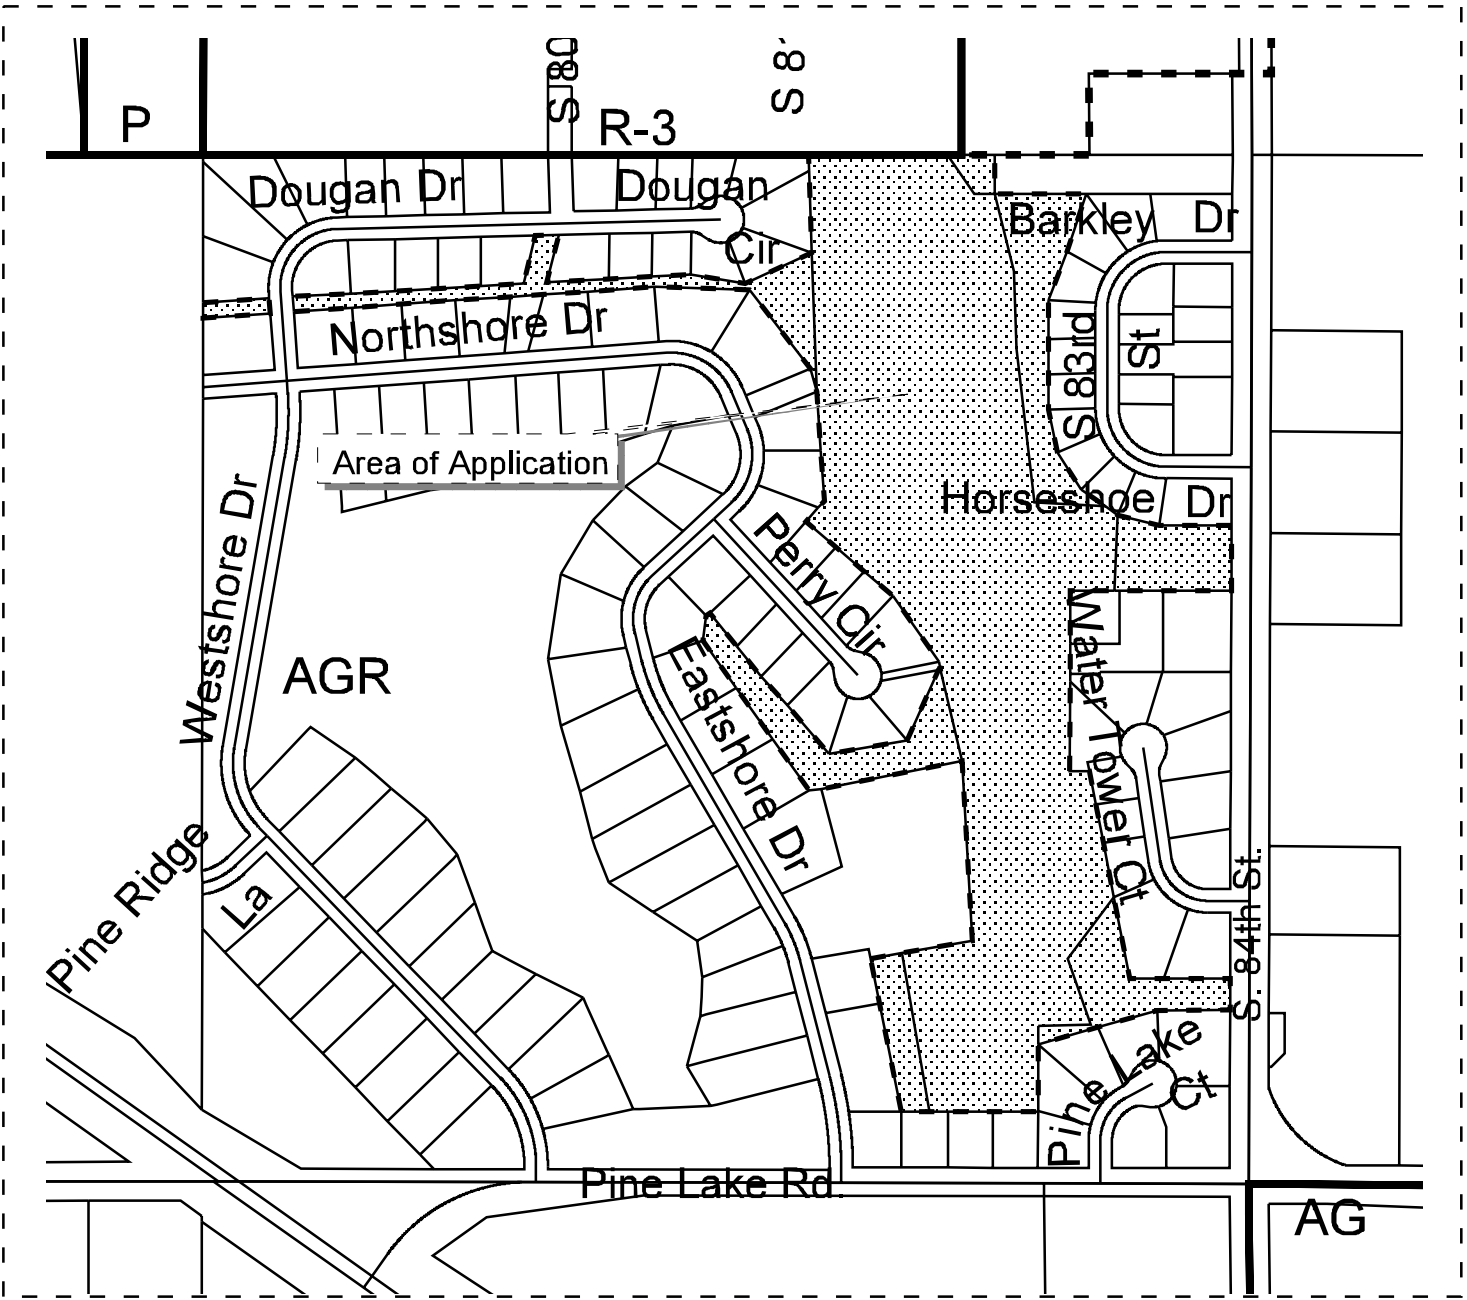 S 80
S 8
P
R-3
Dougan Dr
Dougan
Cir
Barkley Dr
Northshore Dr
S 83rd
St
Area of Application
Horseshoe Dr
Westshore Dr
Perry Cir
AGR
Eastshore Dr
Water Tower Ct
Pine Ridge
La
S. 84th St.
Pine Lake
Ct
Pine Lake Rd.
AG